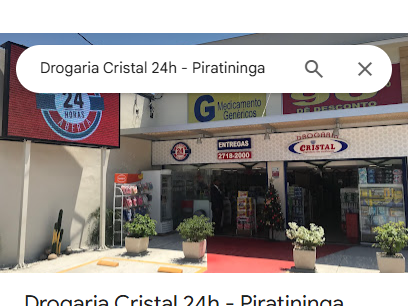 Drogaria Cristal 24h - Piratininga
24
HORAS
ABERTA
G Medicamento
Genéricos
90%
DE DESCONTO
24
ENTREGAS
2718-2000
DROGARIA
CRISTAL
Drogaria Cristal 24h - Piratininga